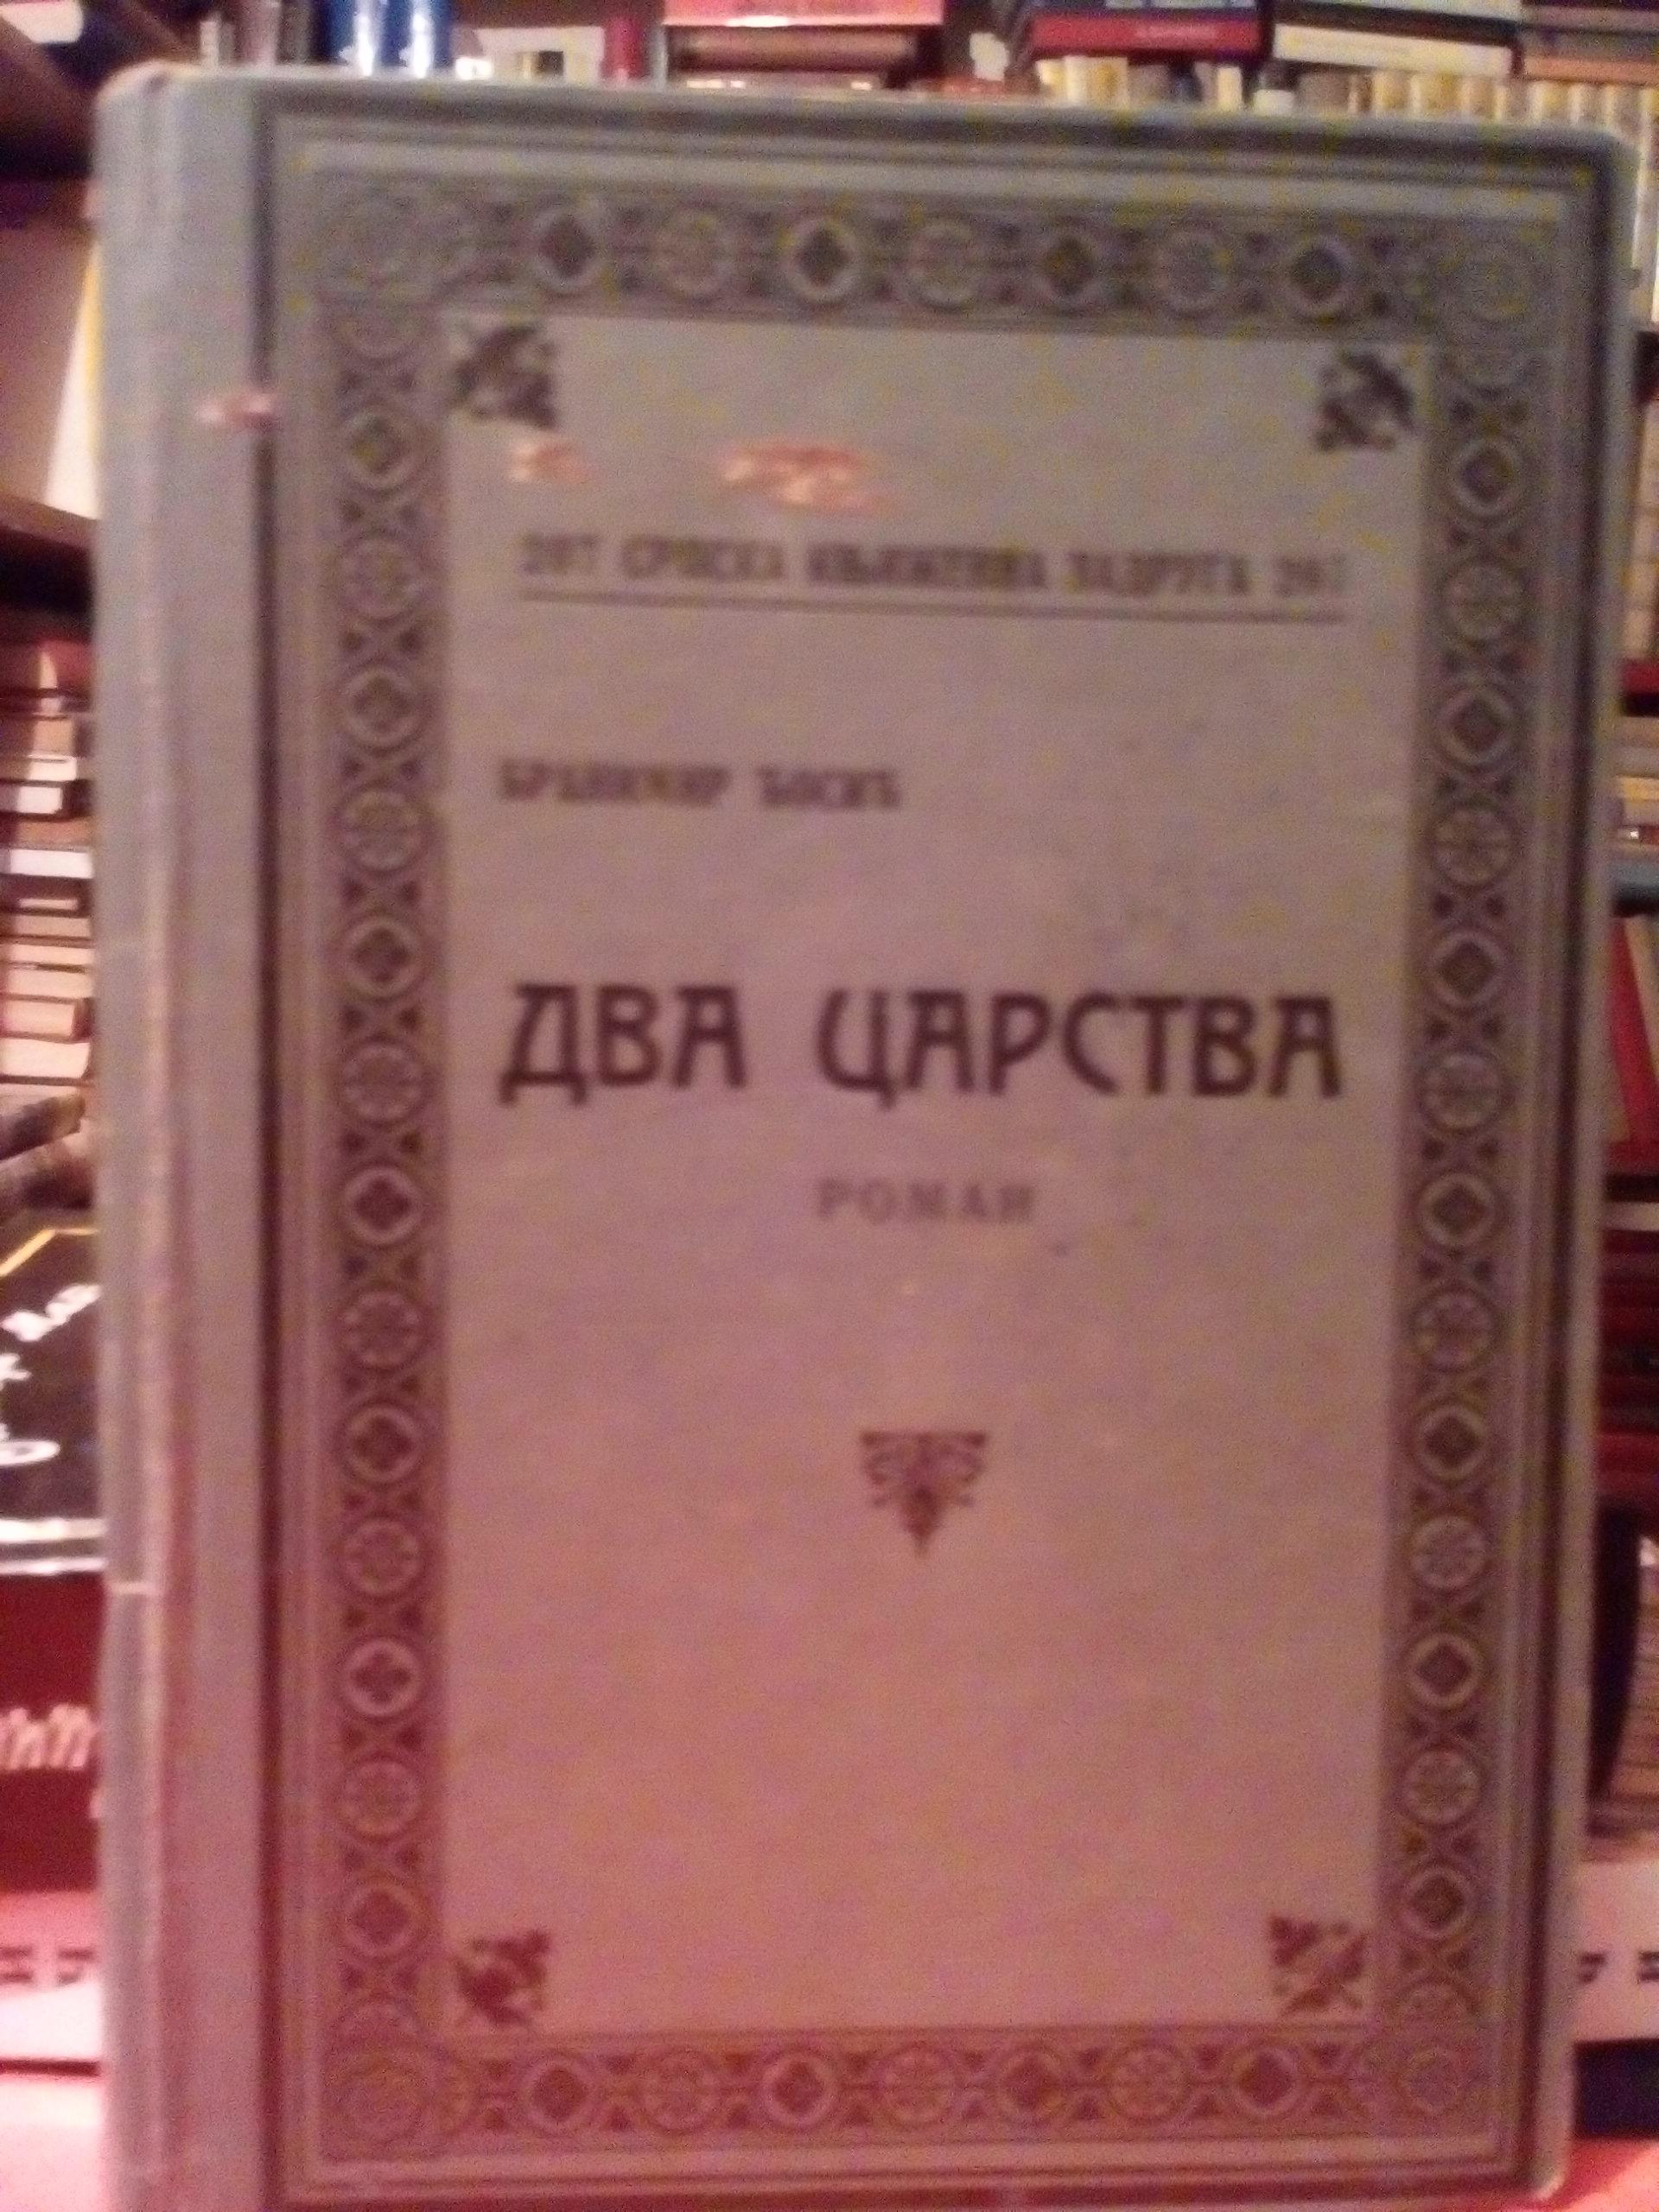 СРПСКА КЊИЖЕВНА ЗАДРУГА
БРАНИМИР ЋОСИЋ
ДВА ЦАРСТВА
РОМАН